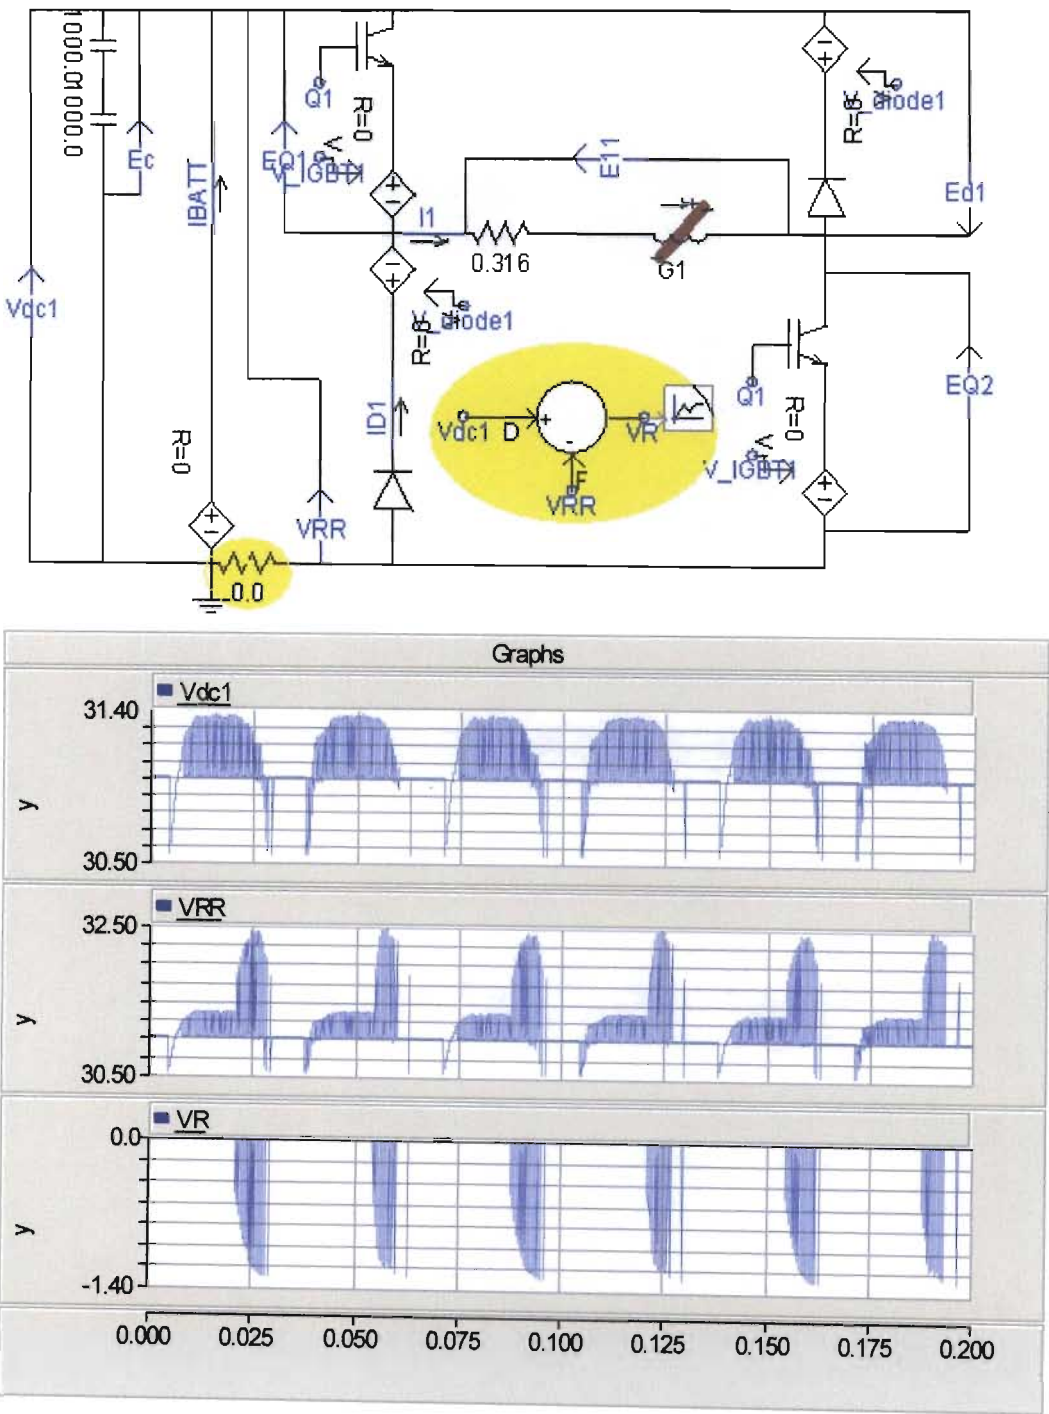 1000.0
1000.0
Ec
IBATT
Q1
R=0
EQ1
V_IGBT1
E11
I1
0.316
G1
R=0
V_diode1
Ed1
Vdc1
V_diode1
R=0
ID1
Vdc1
D
+
-
F
VR
VRR
Q1
R=0
V_IGBT1
EQ2
R=0
VRR
0.0
Graphs
Vdc1
31.40
y
30.50
VRR
32.50
y
30.50
VR
0.0
y
-1.40
0.000 0.025 0.050 0.075 0.100 0.125 0.150 0.175 0.200